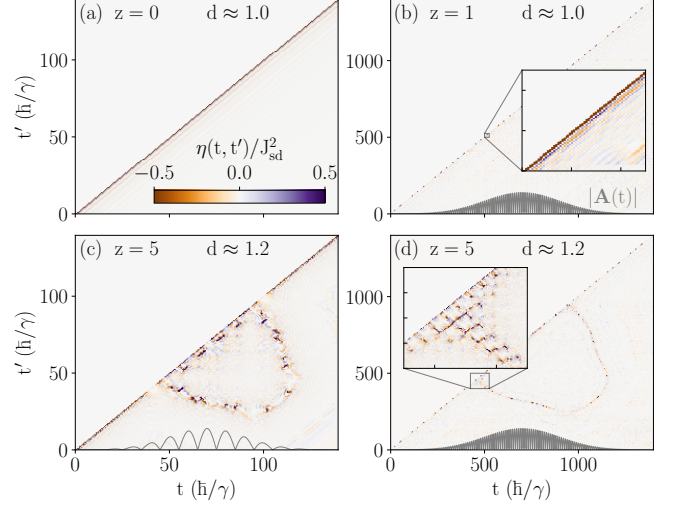 (a) z = 0 d ≈ 1.0
(b) z = 1 d ≈ 1.0
t′ (ħ/γ)
100
50
0
1000
500
0
η(t, t′)/J²sd
−0.5 0.0 0.5
|A(t)|
(c) z = 5 d ≈ 1.2
(d) z = 5 d ≈ 1.2
t′ (ħ/γ)
100
50
0
1000
500
0
0 50 100
0 500 1000
t (ħ/γ)
t (ħ/γ)